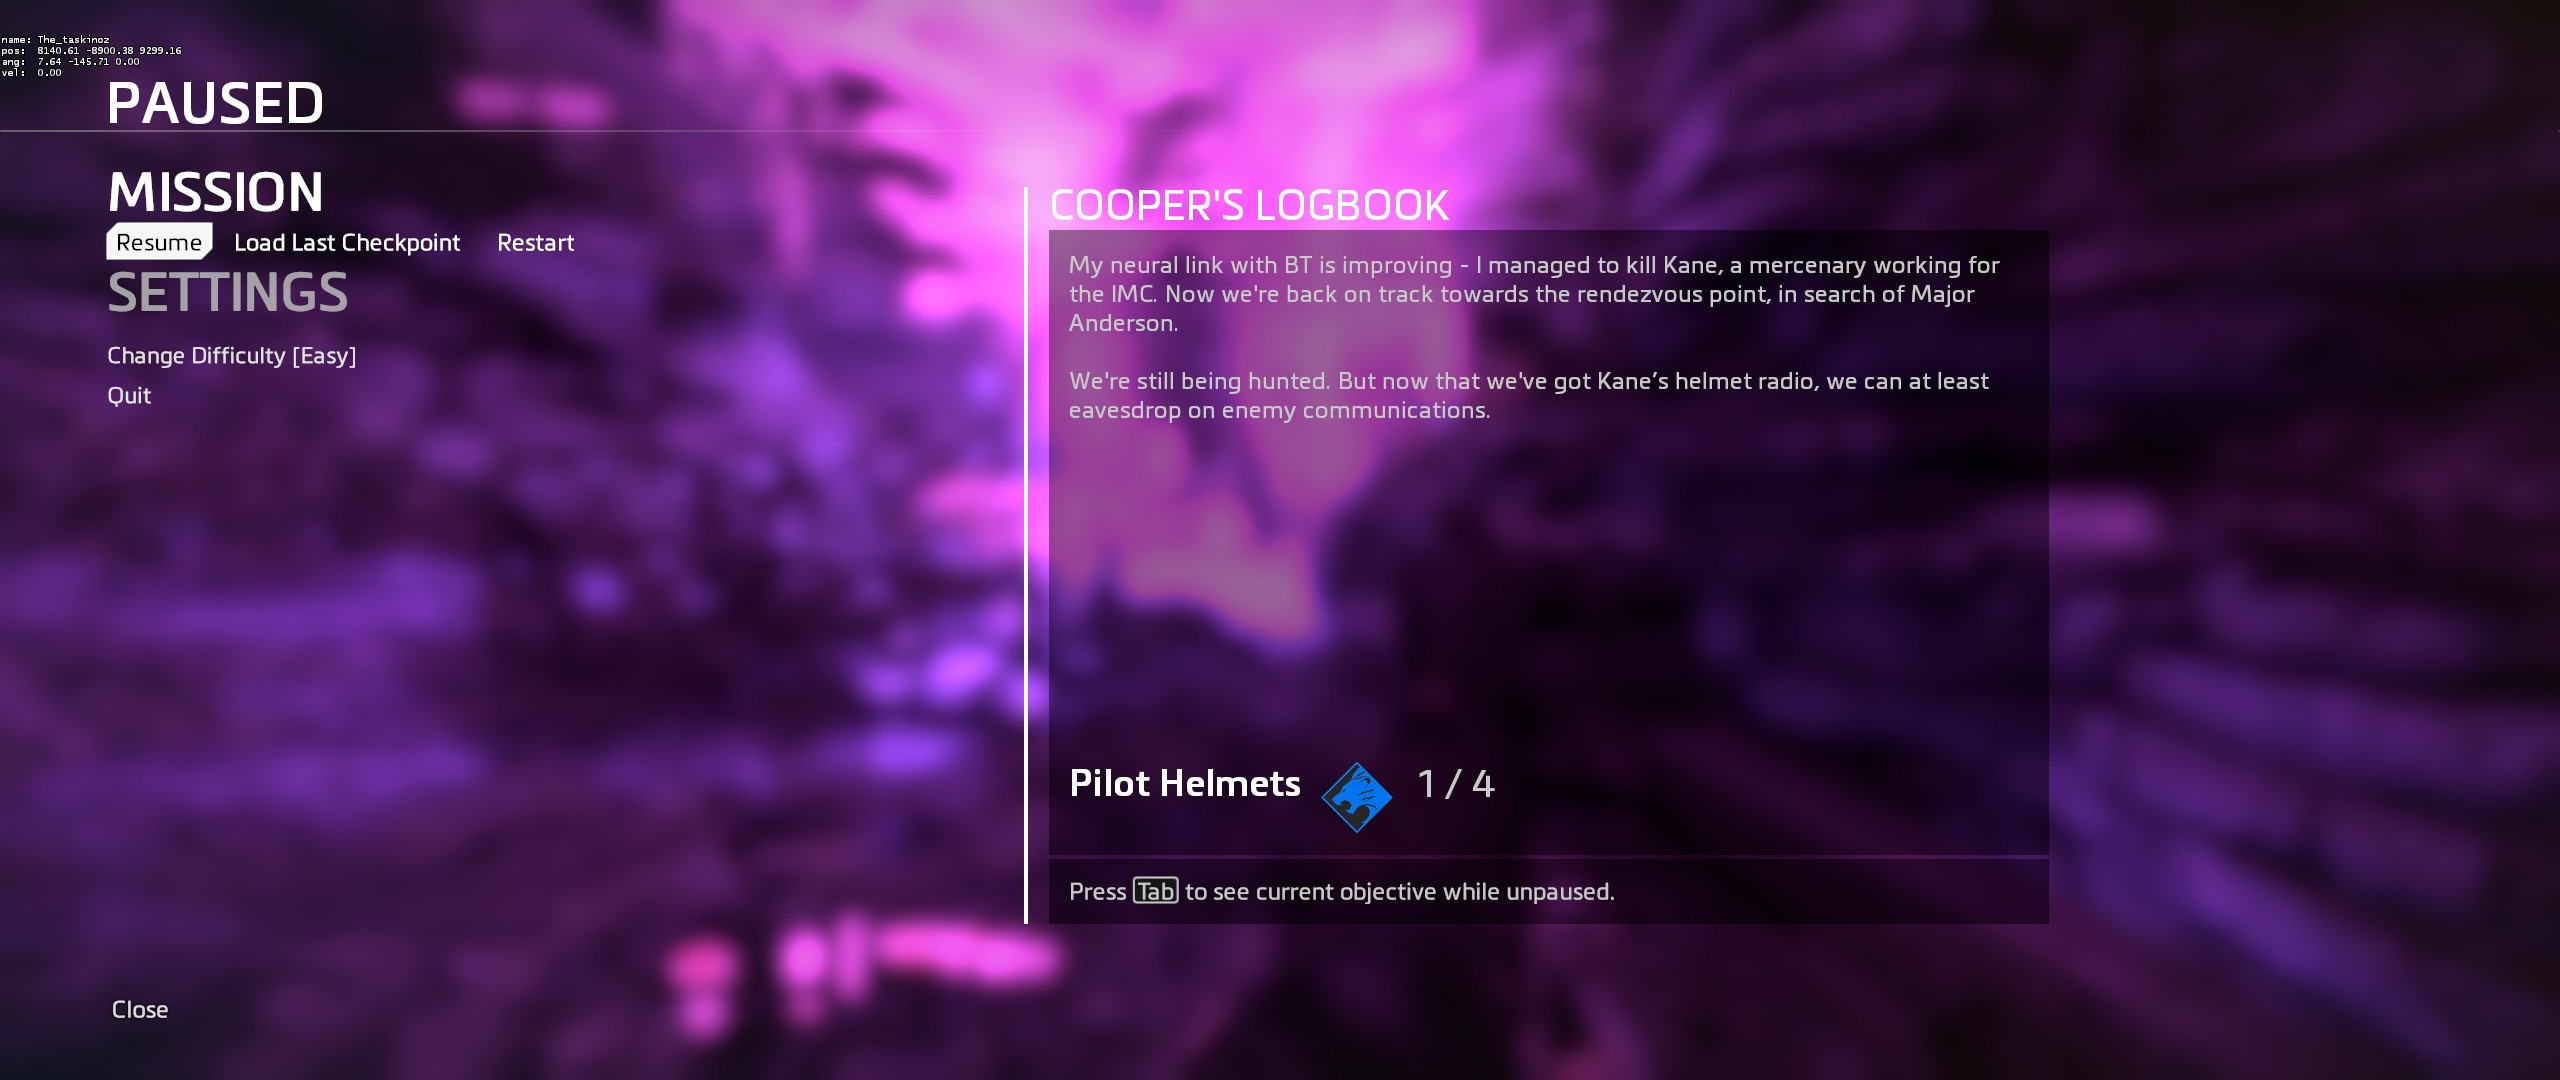 name: The_taskinoz
pos: 8140.61 -8900.38 9299.16
ang: 7.64 -145.71 0.00
vel: 0.00
PAUSED
MISSION
Resume Load Last Checkpoint Restart
SETTINGS
Change Difficulty [Easy]
Quit
COOPER'S LOGBOOK
My neural link with BT is improving - I managed to kill Kane, a mercenary working for
the IMC. Now we're back on track towards the rendezvous point, in search of Major
Anderson.
We're still being hunted. But now that we've got Kane’s helmet radio, we can at least
eavesdrop on enemy communications.
Pilot Helmets 1 / 4
Press Tab to see current objective while unpaused.
Close